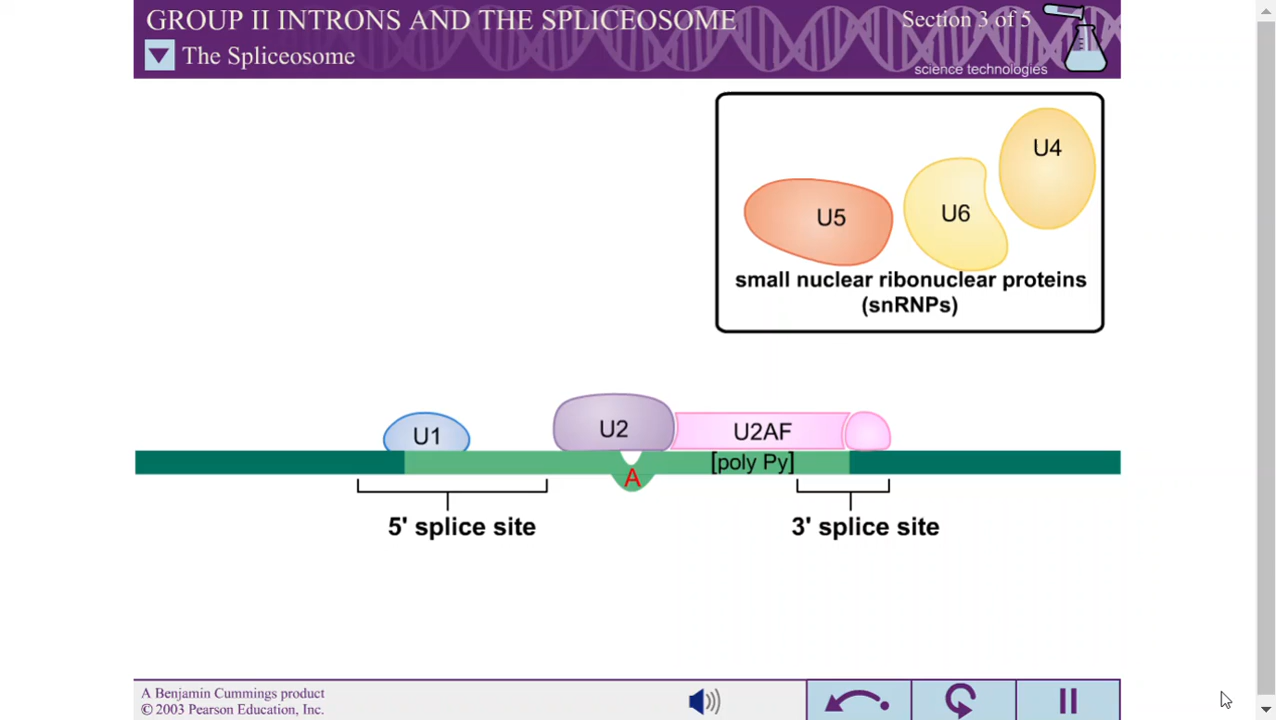 GROUP II INTRONS AND THE SPLICEOSOME
Section 3 of 5
The Spliceosome
science technologies
U4
U5
U6
small nuclear ribonuclear proteins
(snRNPs)
U1
U2
U2AF
[poly Py]
A
5' splice site
3' splice site
A Benjamin Cummings product
© 2003 Pearson Education, Inc.